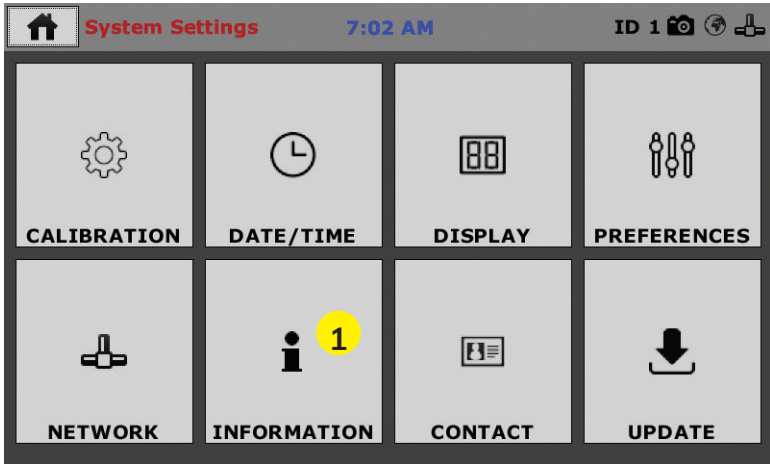 System Settings 7:02 AM ID 1
CALIBRATION DATE/TIME DISPLAY PREFERENCES
1
NETWORK INFORMATION CONTACT UPDATE